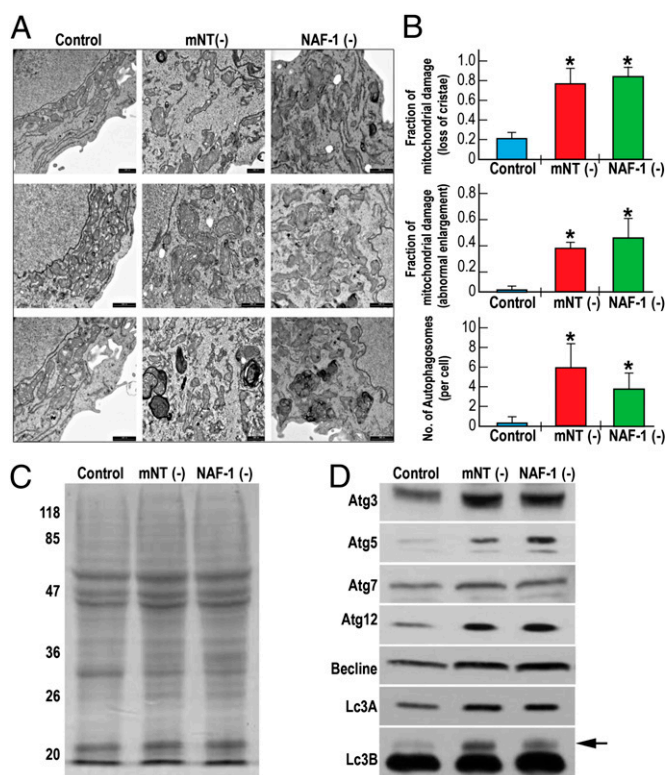 A
Control
mNT(-)
NAF-1 (-)
B
Fraction of
mitochondrial damage
(loss of cristae)
1.0
0.8
0.6
0.4
0.2
0
*
*
Control
mNT (-)
NAF-1 (-)
Fraction of
mitochondrial damage
(abnormal enlargement)
0.8
0.4
0.2
0
*
*
Control
mNT (-)
NAF-1 (-)
No. of Autophagosomes
(per cell)
10
8
6
4
2
0
*
*
Control
mNT (-)
NAF-1 (-)
C
Control
mNT (-)
NAF-1 (-)
118
85
47
36
26
20
D
Control
mNT (-)
NAF-1 (-)
Atg3
Atg5
Atg7
Atg12
Becline
Lc3A
Lc3B